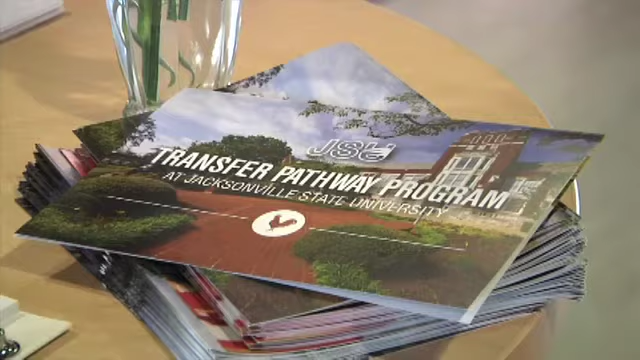 JSU
TRANSFER PATHWAY PROGRAM
AT JACKSONVILLE STATE UNIVERSITY